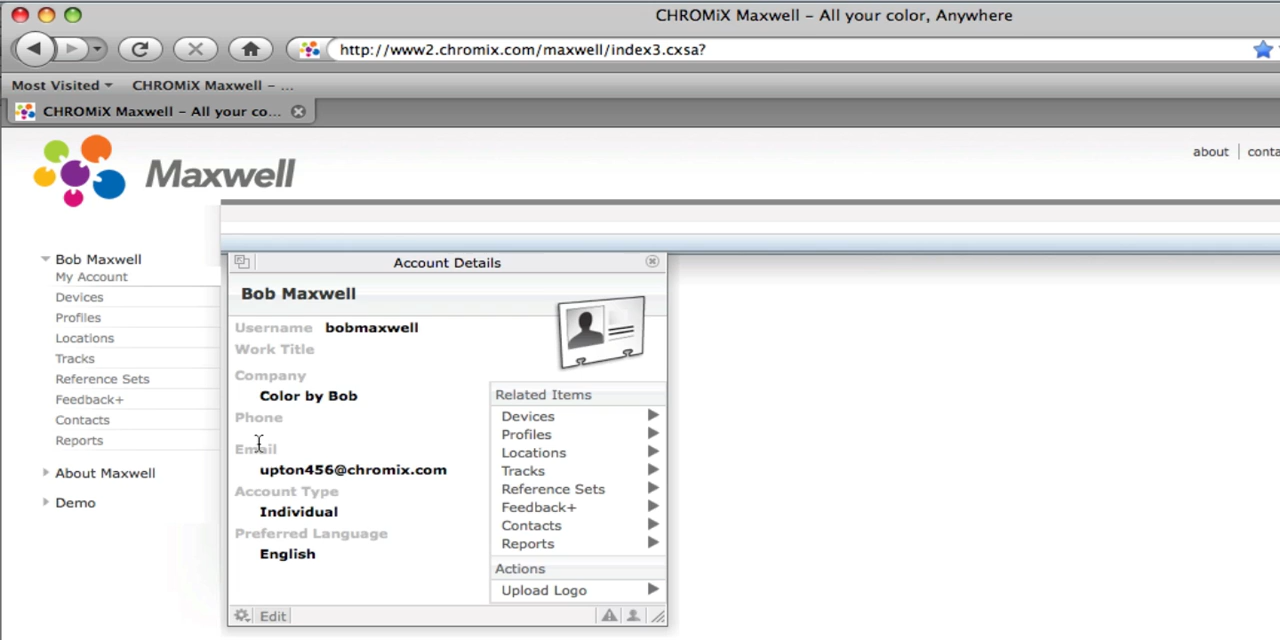 CHROMiX Maxwell – All your color, Anywhere
http://www2.chromix.com/maxwell/index3.cxsa?
Most Visited CHROMiX Maxwell – ...
CHROMiX Maxwell – All your co...
Maxwell
about
Bob Maxwell
My Account
Devices
Profiles
Locations
Tracks
Reference Sets
Feedback+
Contacts
Reports
About Maxwell
Demo
Account Details
Bob Maxwell
Username bobmaxwell
Work Title
Company
Color by Bob
Phone
Email
upton456@chromix.com
Account Type
Individual
Preferred Language
English
Related Items
Devices
Profiles
Locations
Tracks
Reference Sets
Feedback+
Contacts
Reports
Actions
Upload Logo
Edit